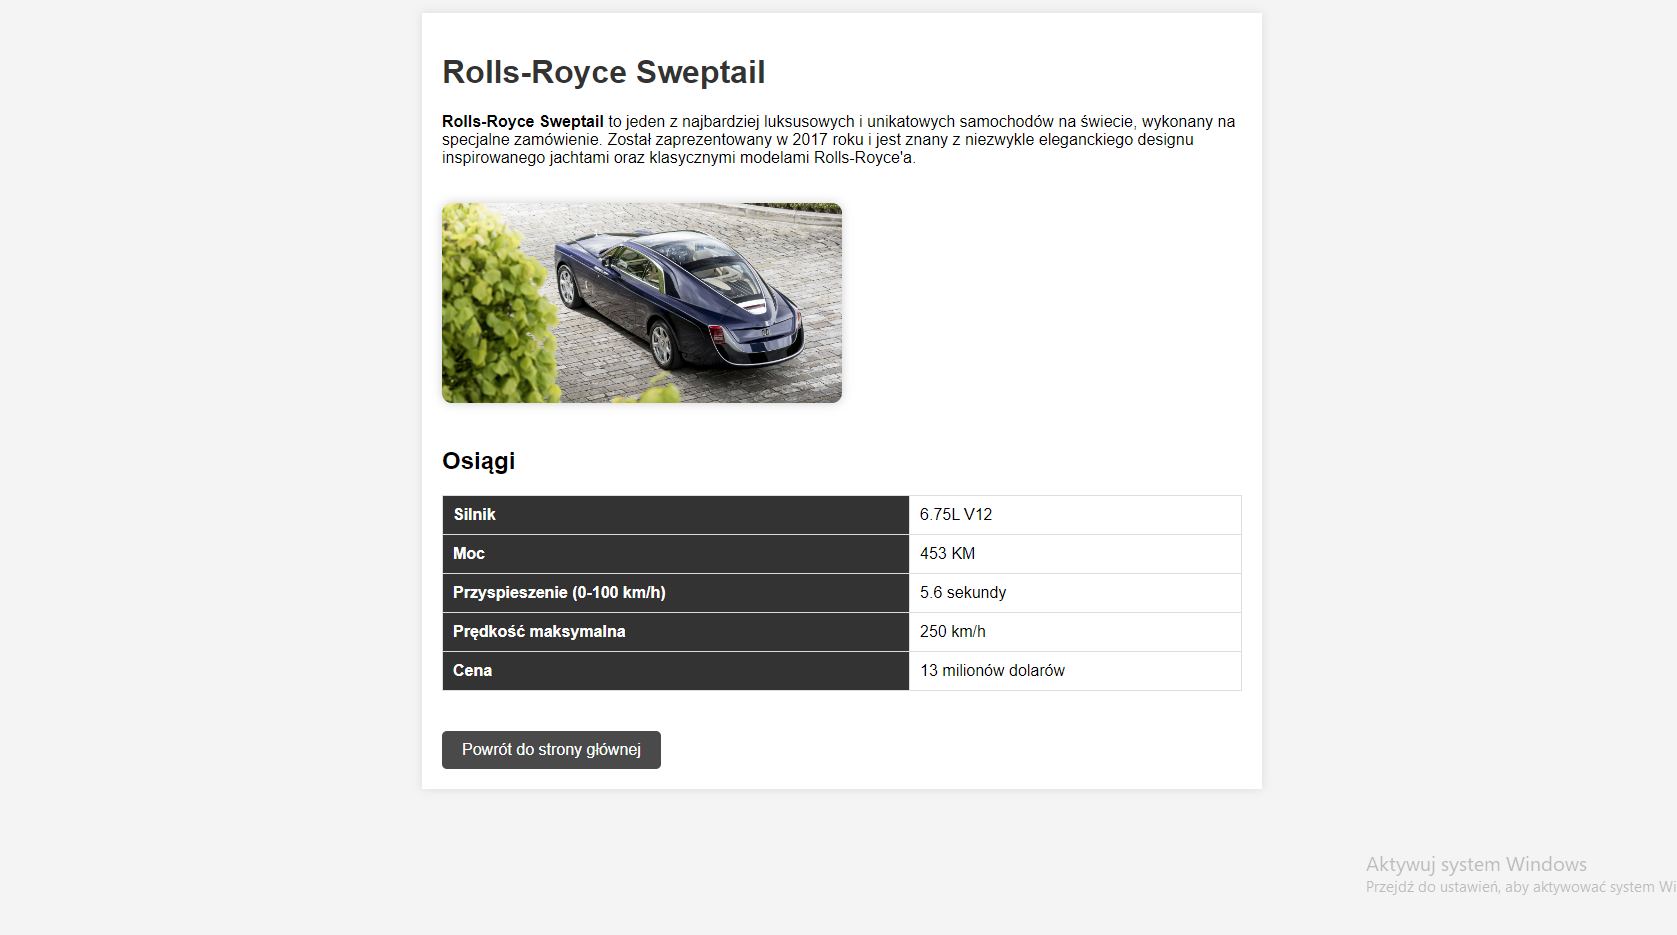 Rolls-Royce Sweptail
Rolls-Royce Sweptail to jeden z najbardziej luksusowych i unikatowych samochodów na świecie, wykonany na
specjalne zamówienie. Został zaprezentowany w 2017 roku i jest znany z niezwykle eleganckiego designu
inspirowanego jachtami oraz klasycznymi modelami Rolls-Royce'a.
Osiągi
Silnik 6.75L V12
Moc 453 KM
Przyspieszenie (0-100 km/h) 5.6 sekundy
Prędkość maksymalna 250 km/h
Cena 13 milionów dolarów
Powrót do strony głównej
Aktywuj system Windows
Przejdź do ustawień, aby aktywować system Wi